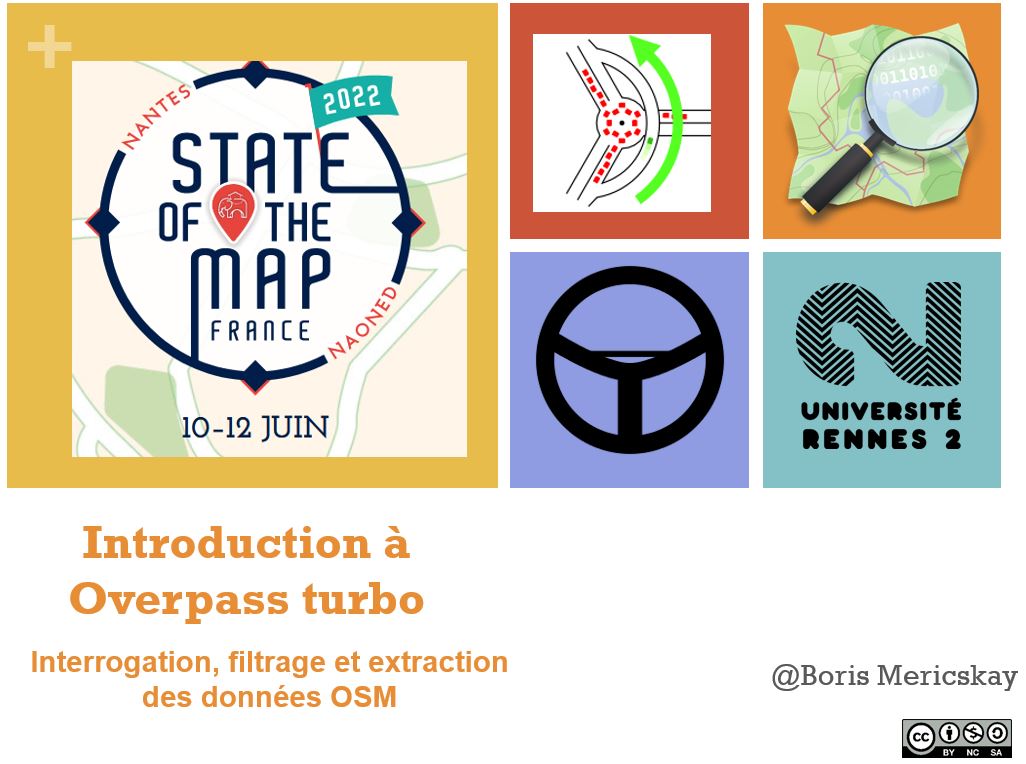 +
2022
NANTES
STATE
OF THE
MAP
FRANCE
NAONED
10-12 JUIN
UNIVERSITÉ
RENNES 2
Introduction à
Overpass turbo
Interrogation, filtrage et extraction
des données OSM
@Boris Mericskay
cc
BY NC SA